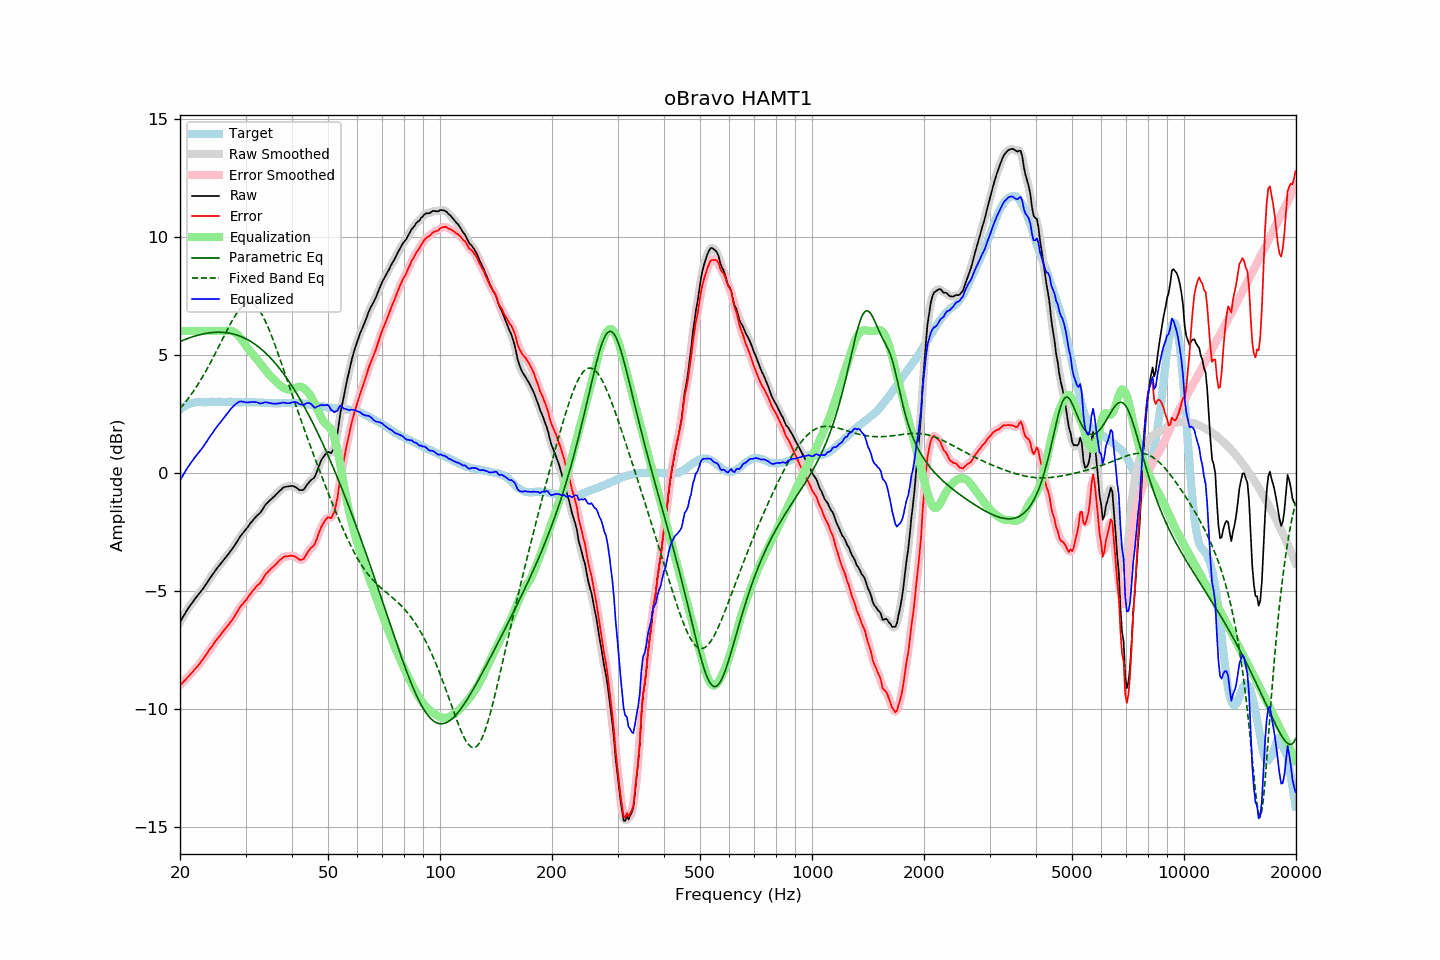 oBravo HAMT1
Amplitude (dBr)
15
10
5
0
−5
−10
−15
Target
Raw Smoothed
Error Smoothed
Raw
Error
Equalization
Parametric Eq
Fixed Band Eq
Equalized
20
50
100
200
500
1000
2000
5000
10000
20000
Frequency (Hz)